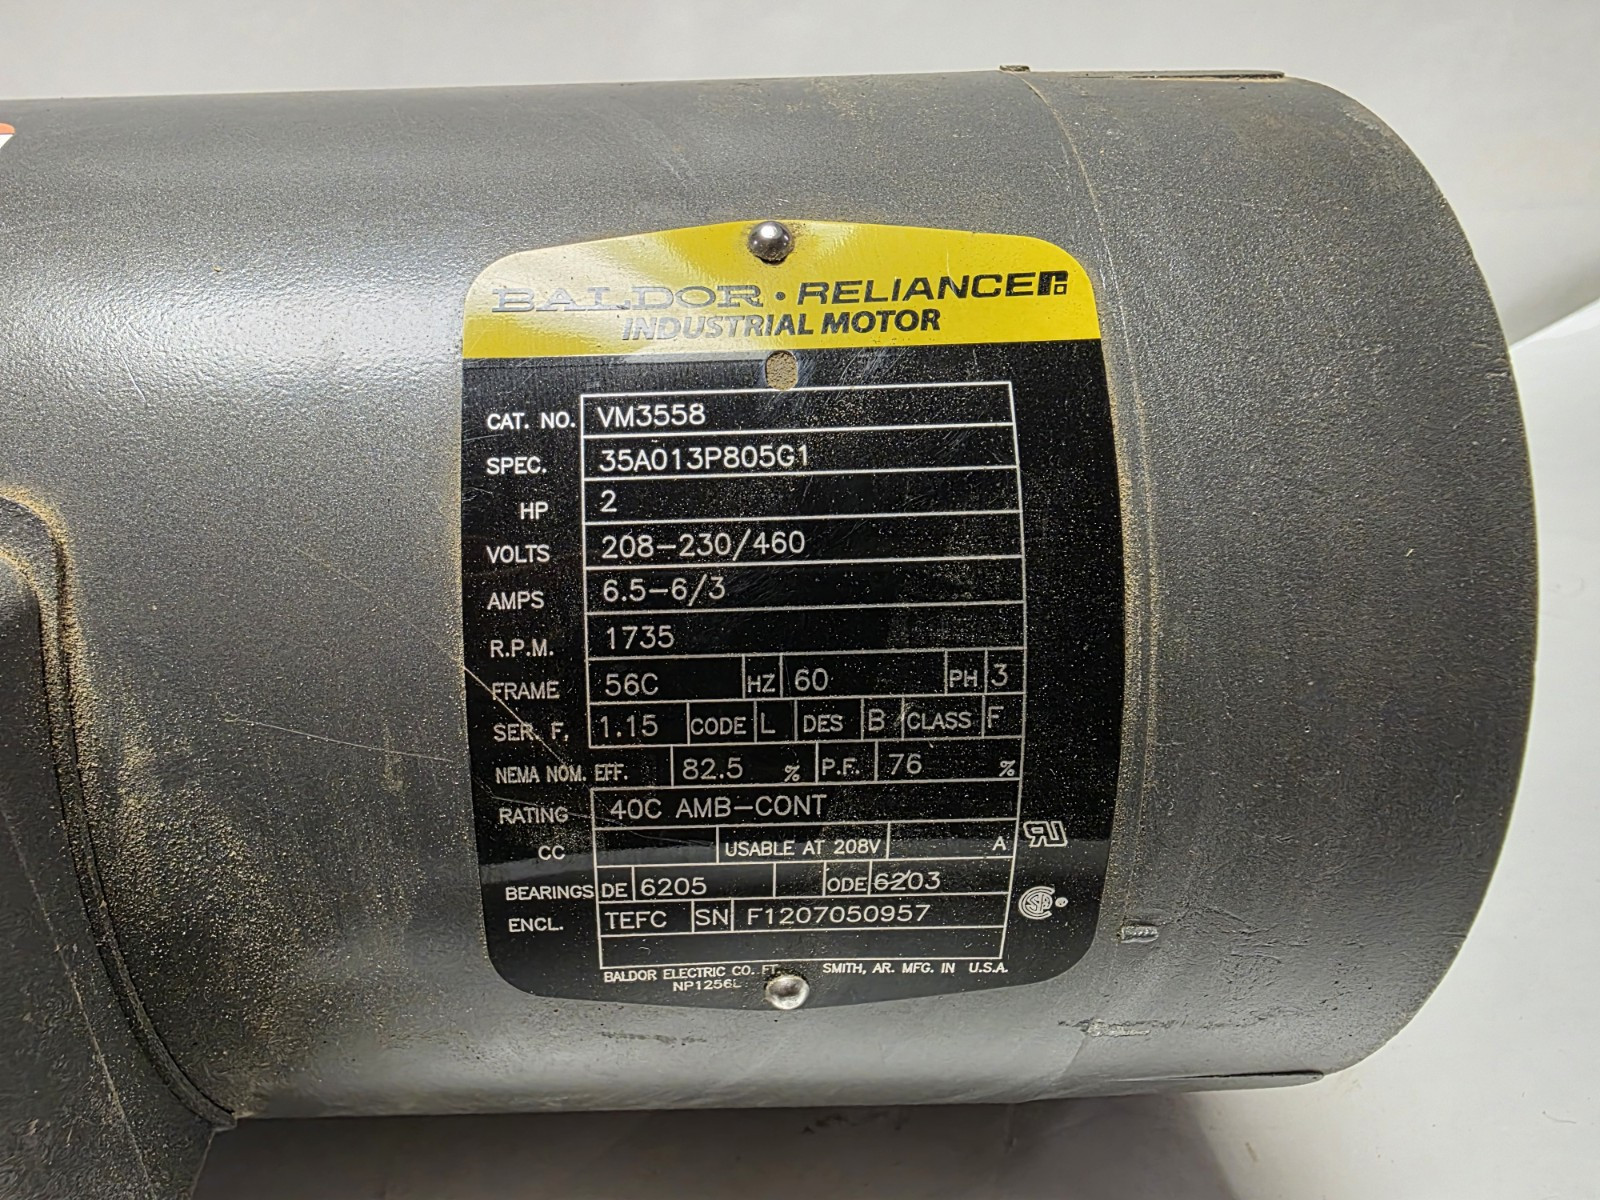 BALDOR • RELIANCE
INDUSTRIAL MOTOR
CAT. NO. VM3558
SPEC. 35A013P805G1
HP 2
VOLTS 208-230/460
AMPS 6.5-6/3
R.P.M. 1735
FRAME 56C HZ 60 PH 3
SER. F. 1.15 CODE L DES B CLASS F
NEMA NOM. EFF. 82.5 % P.F. 76 %
RATING 40C AMB-CONT
CC USABLE AT 208V A
BEARINGS DE 6205 ODE 6203
ENCL. TEFC SN F1207050957
BALDOR ELECTRIC CO. FT. SMITH, AR. MFG. IN U.S.A.
NP1256L